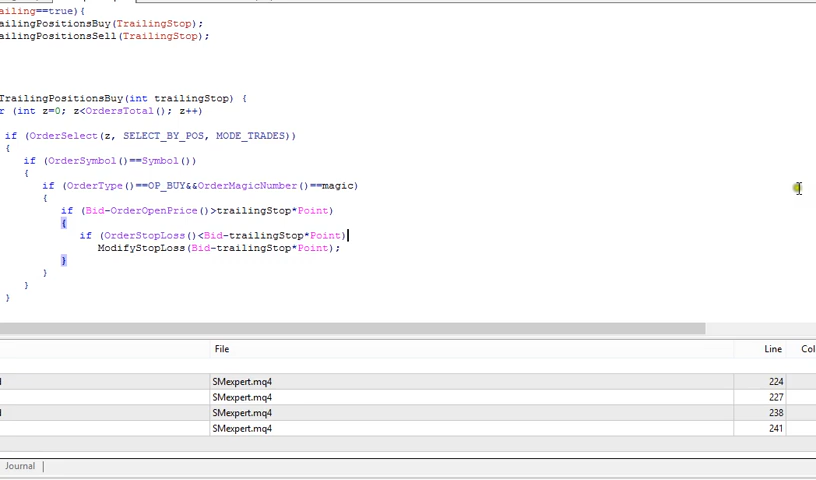 ailing==true){
ailingPositionsBuy(TrailingStop);
ailingPositionsSell(TrailingStop);
TrailingPositionsBuy(int trailingStop) {
r (int z=0; z<OrdersTotal(); z++)
if (OrderSelect(z, SELECT_BY_POS, MODE_TRADES))
{
if (OrderSymbol()==Symbol())
{
if (OrderType()==OP_BUY&&OrderMagicNumber()==magic)
{
if (Bid-OrderOpenPrice()>trailingStop*Point)
{
if (OrderStopLoss()<Bid-trailingStop*Point)
ModifyStopLoss(Bid-trailingStop*Point);
}
}
}
}
File Line Col
SMexpert.mq4 224
SMexpert.mq4 227
SMexpert.mq4 238
SMexpert.mq4 241
Journal